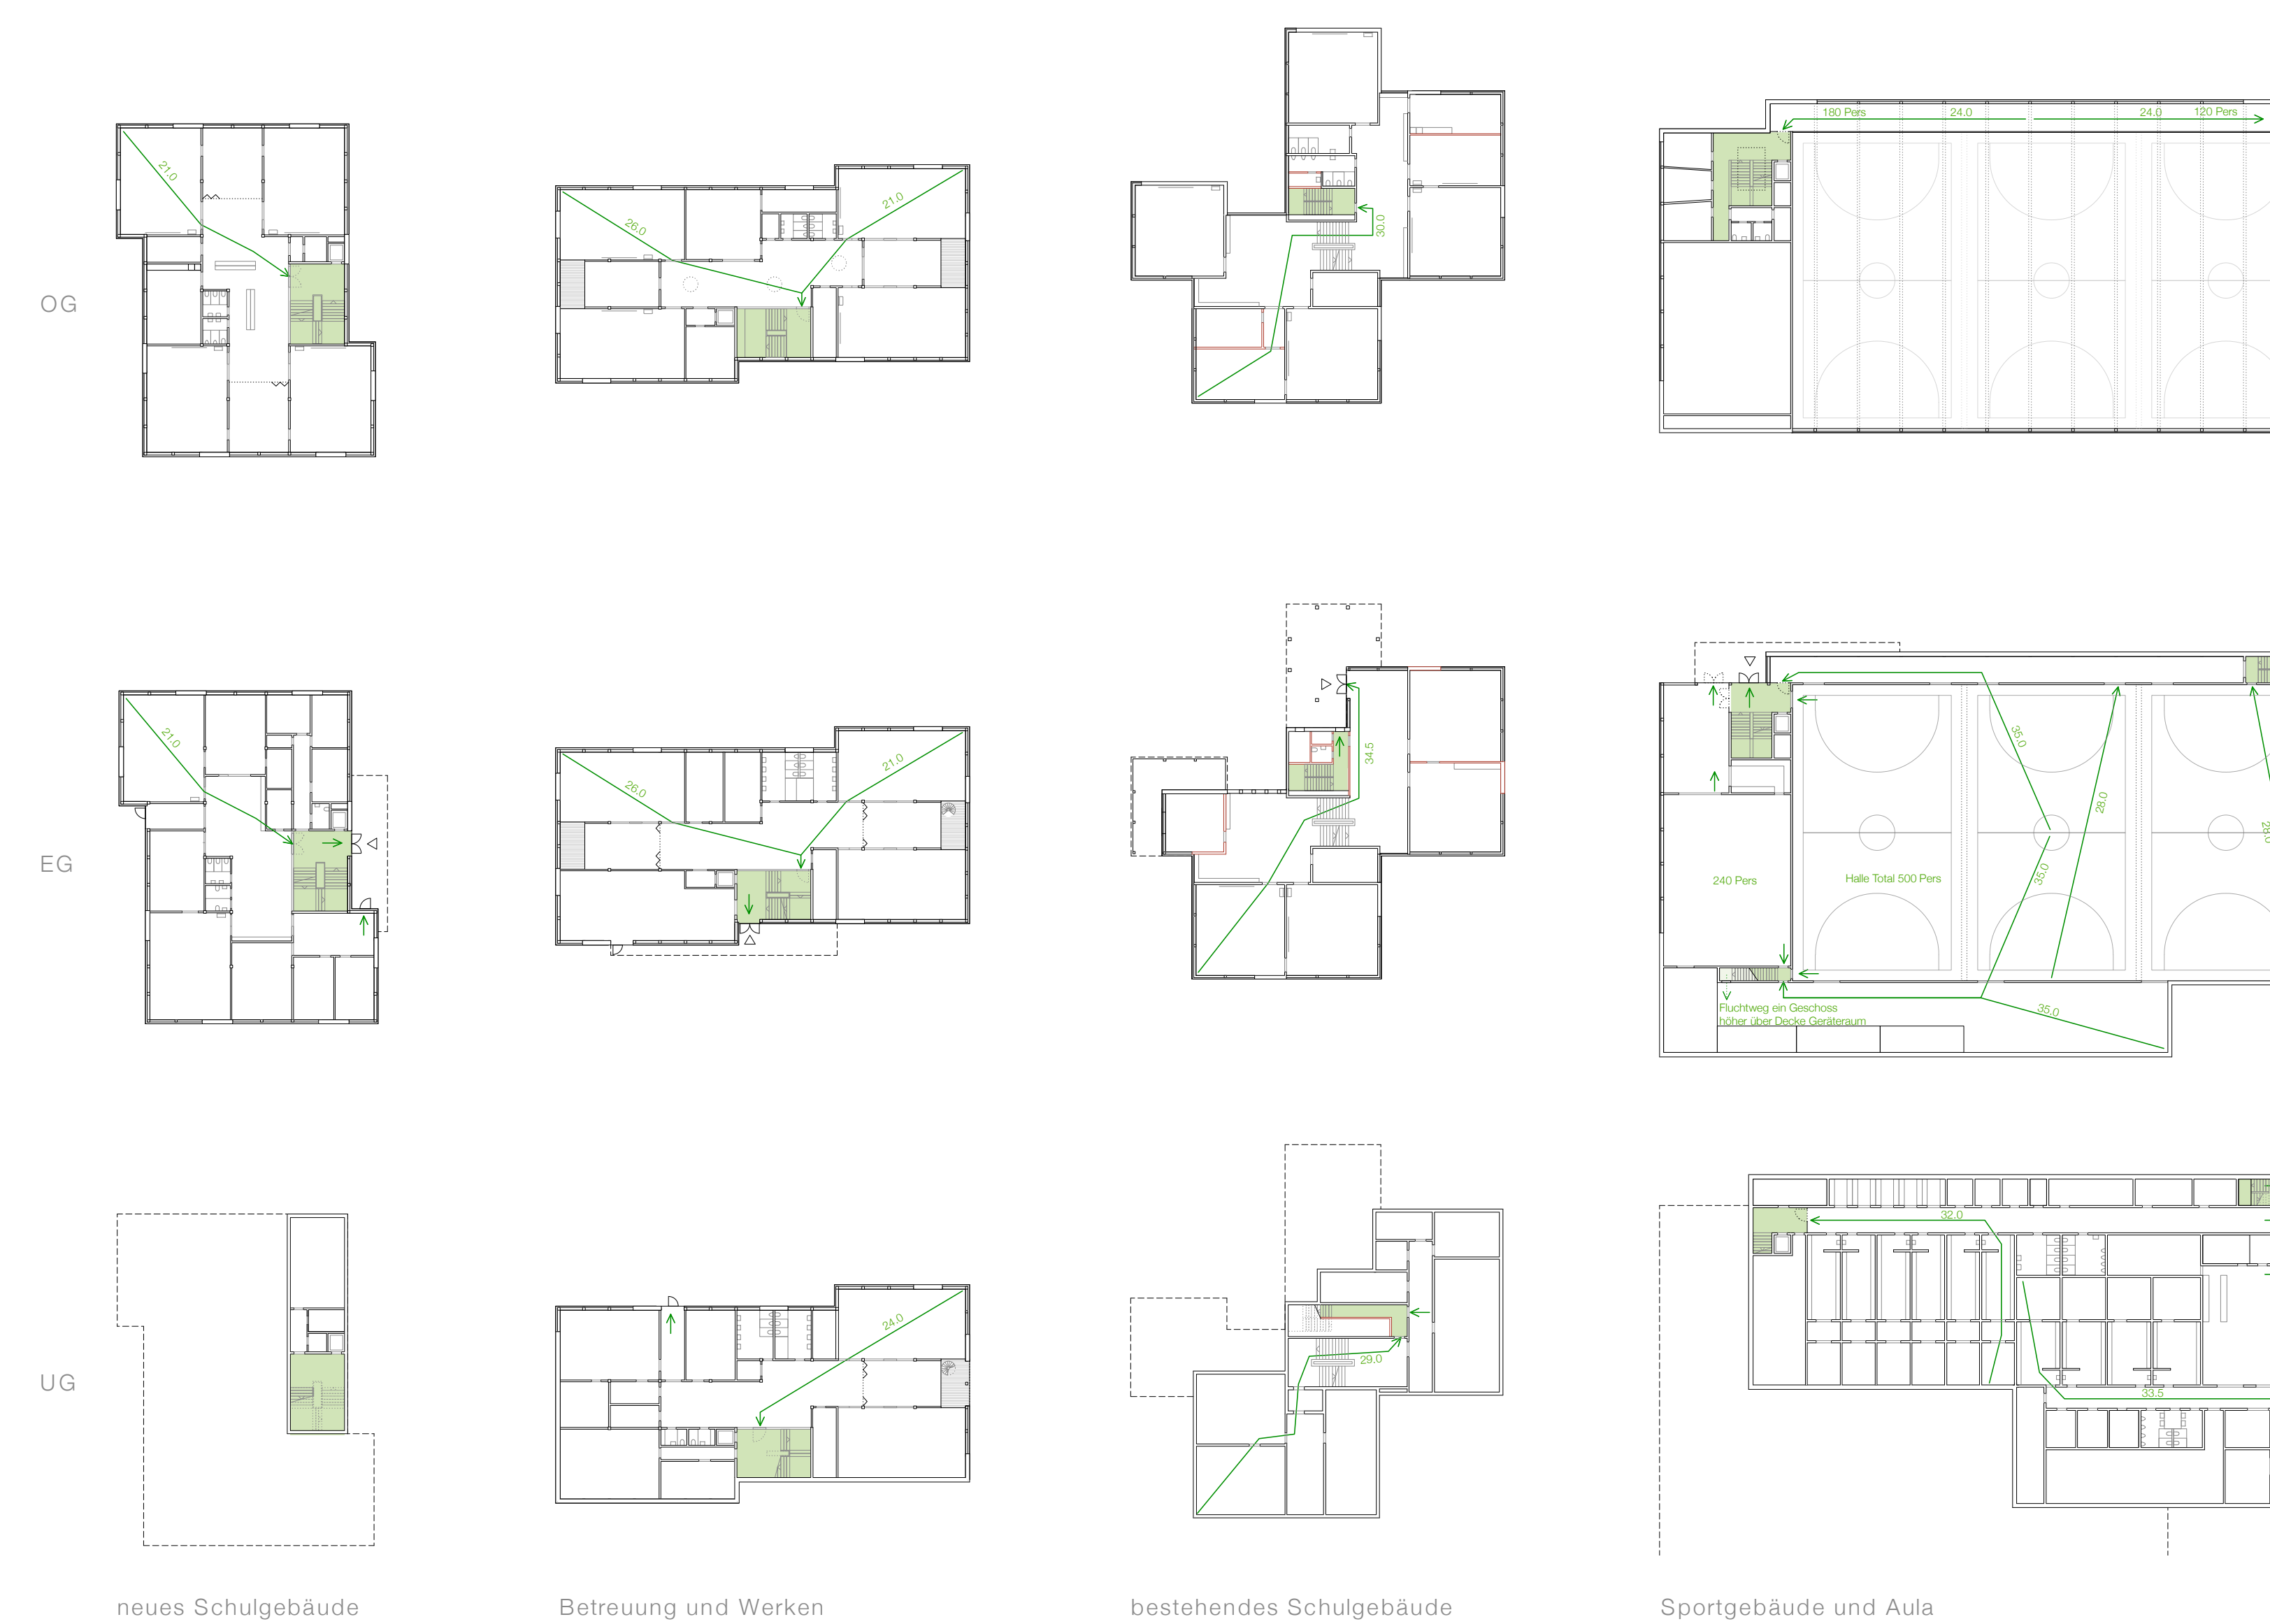 180 Pers
24.0
24.0
120 Pers
21.0
26.0
21.0
30.0
OG
21.0
26.0
21.0
34.5
35.0
28.0
35.0
240 Pers
Halle Total 500 Pers
Fluchtweg ein Geschoss
höher über Decke Geräteraum
35.0
EG
32.0
24.0
29.0
33.5
UG
neues Schulgebäude
Betreuung und Werken
bestehendes Schulgebäude
Sportgebäude und Aula